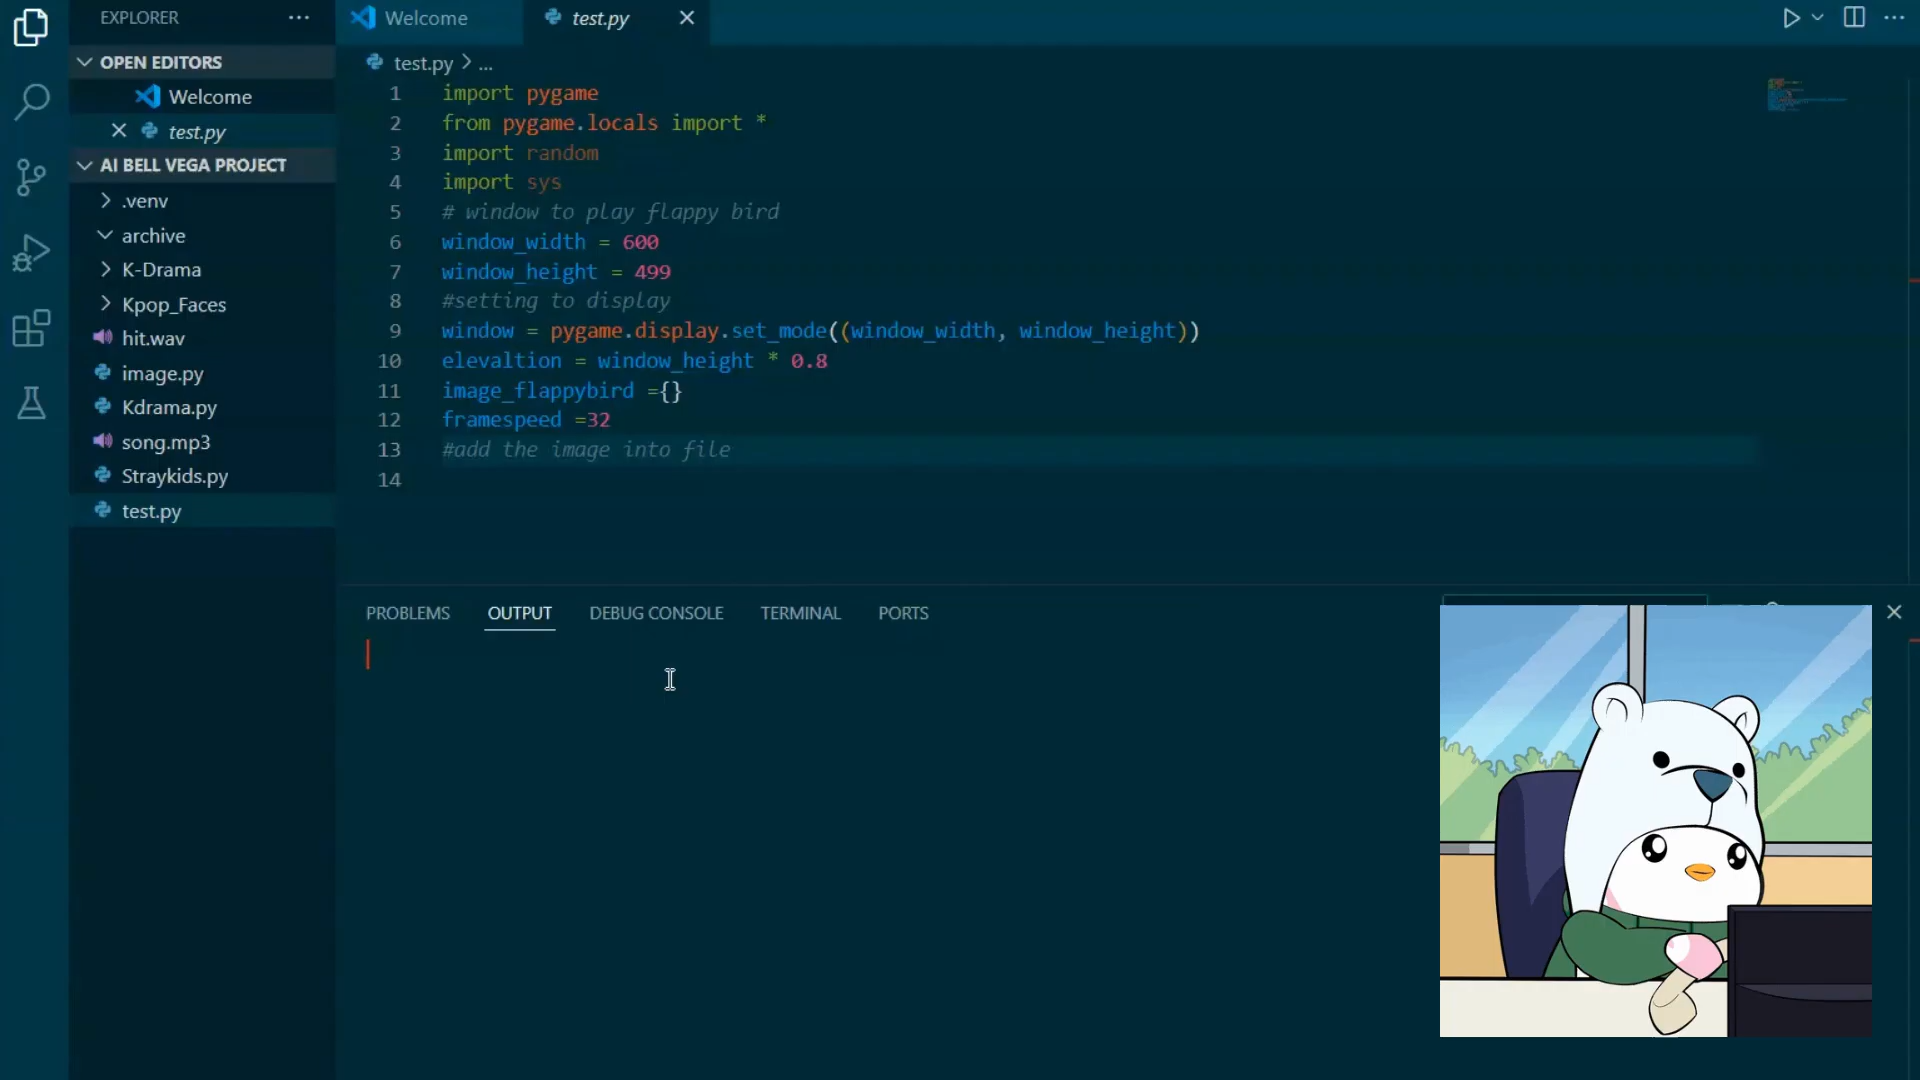 EXPLORER
OPEN EDITORS
Welcome
test.py
AI BELL VEGA PROJECT
.venv
archive
K-Drama
Kpop_Faces
hit.wav
image.py
Kdrama.py
song.mp3
Straykids.py
test.py
Welcome
test.py
test.py > ...
1 import pygame
2 from pygame.locals import *
3 import random
4 import sys
5 # window to play flappy bird
6 window_width = 600
7 window_height = 499
8 #setting to display
9 window = pygame.display.set_mode((window_width, window_height))
10 elevaltion = window_height * 0.8
11 image_flappybird ={}
12 framespeed =32
13 #add the image into file
14
PROBLEMS OUTPUT DEBUG CONSOLE TERMINAL PORTS